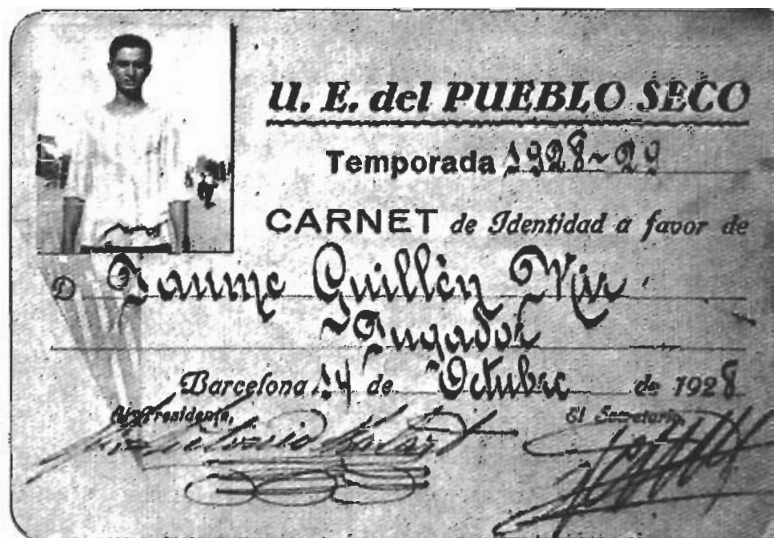 U. E. del PUEBLO SECO
Temporada 1928-29
CARNET de Identidad a favor de
D Jaume Guillén Mir
Jugador
Barcelona 14 de Octubre de 1928
El Presidente,
El Secretario,